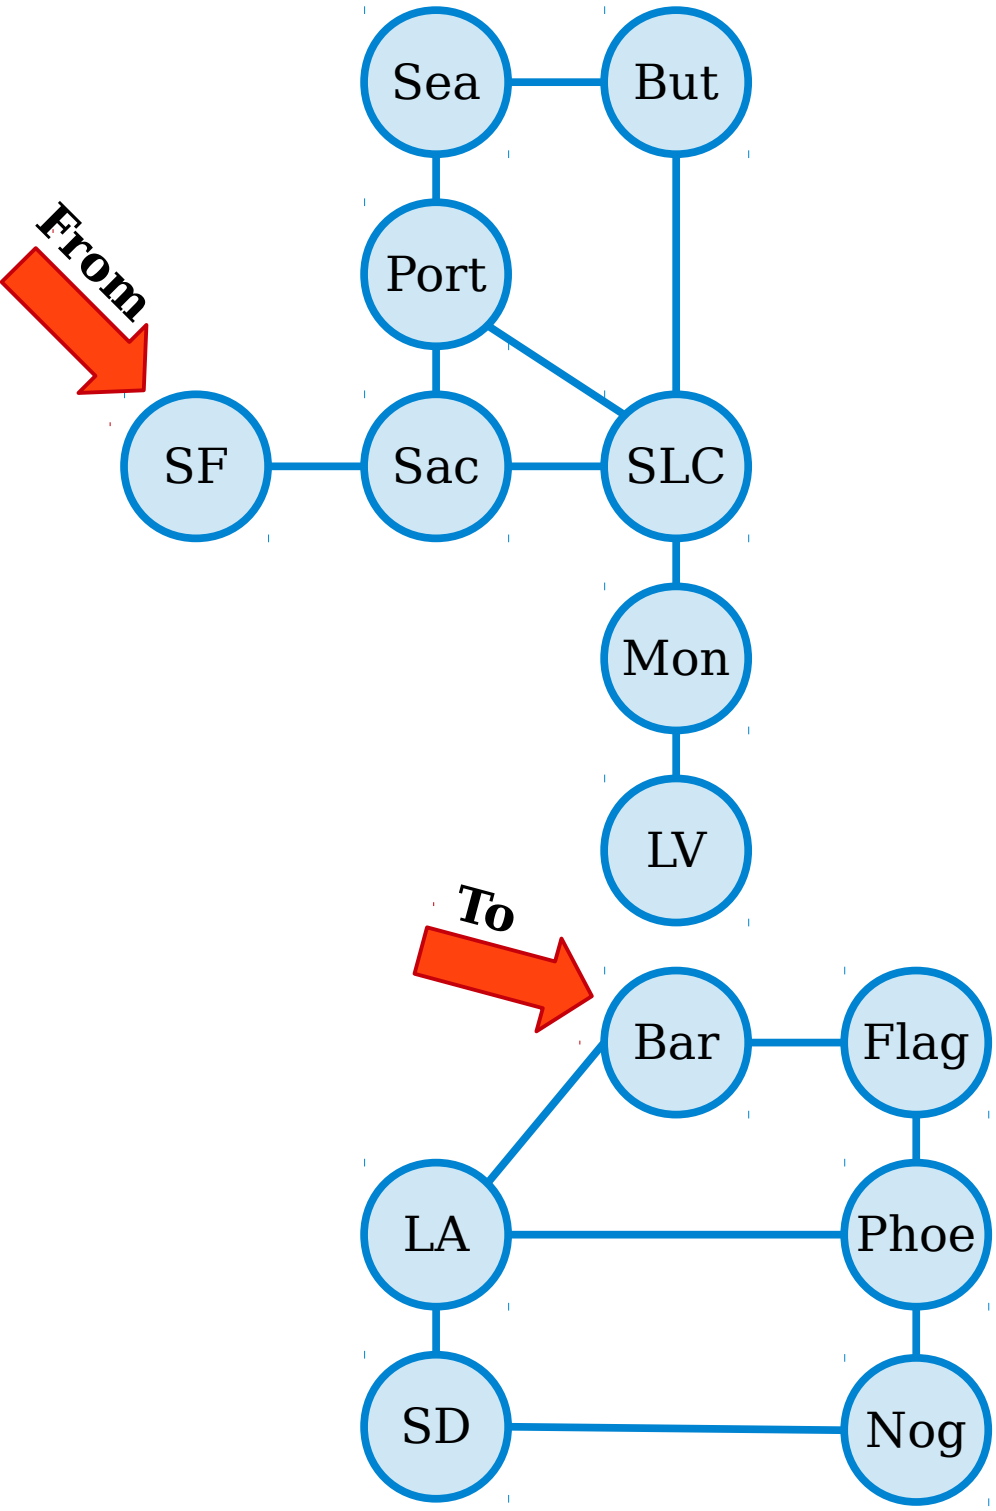 Sea
But
From
Port
SF
Sac
SLC
Mon
LV
To
Bar
Flag
LA
Phoe
SD
Nog